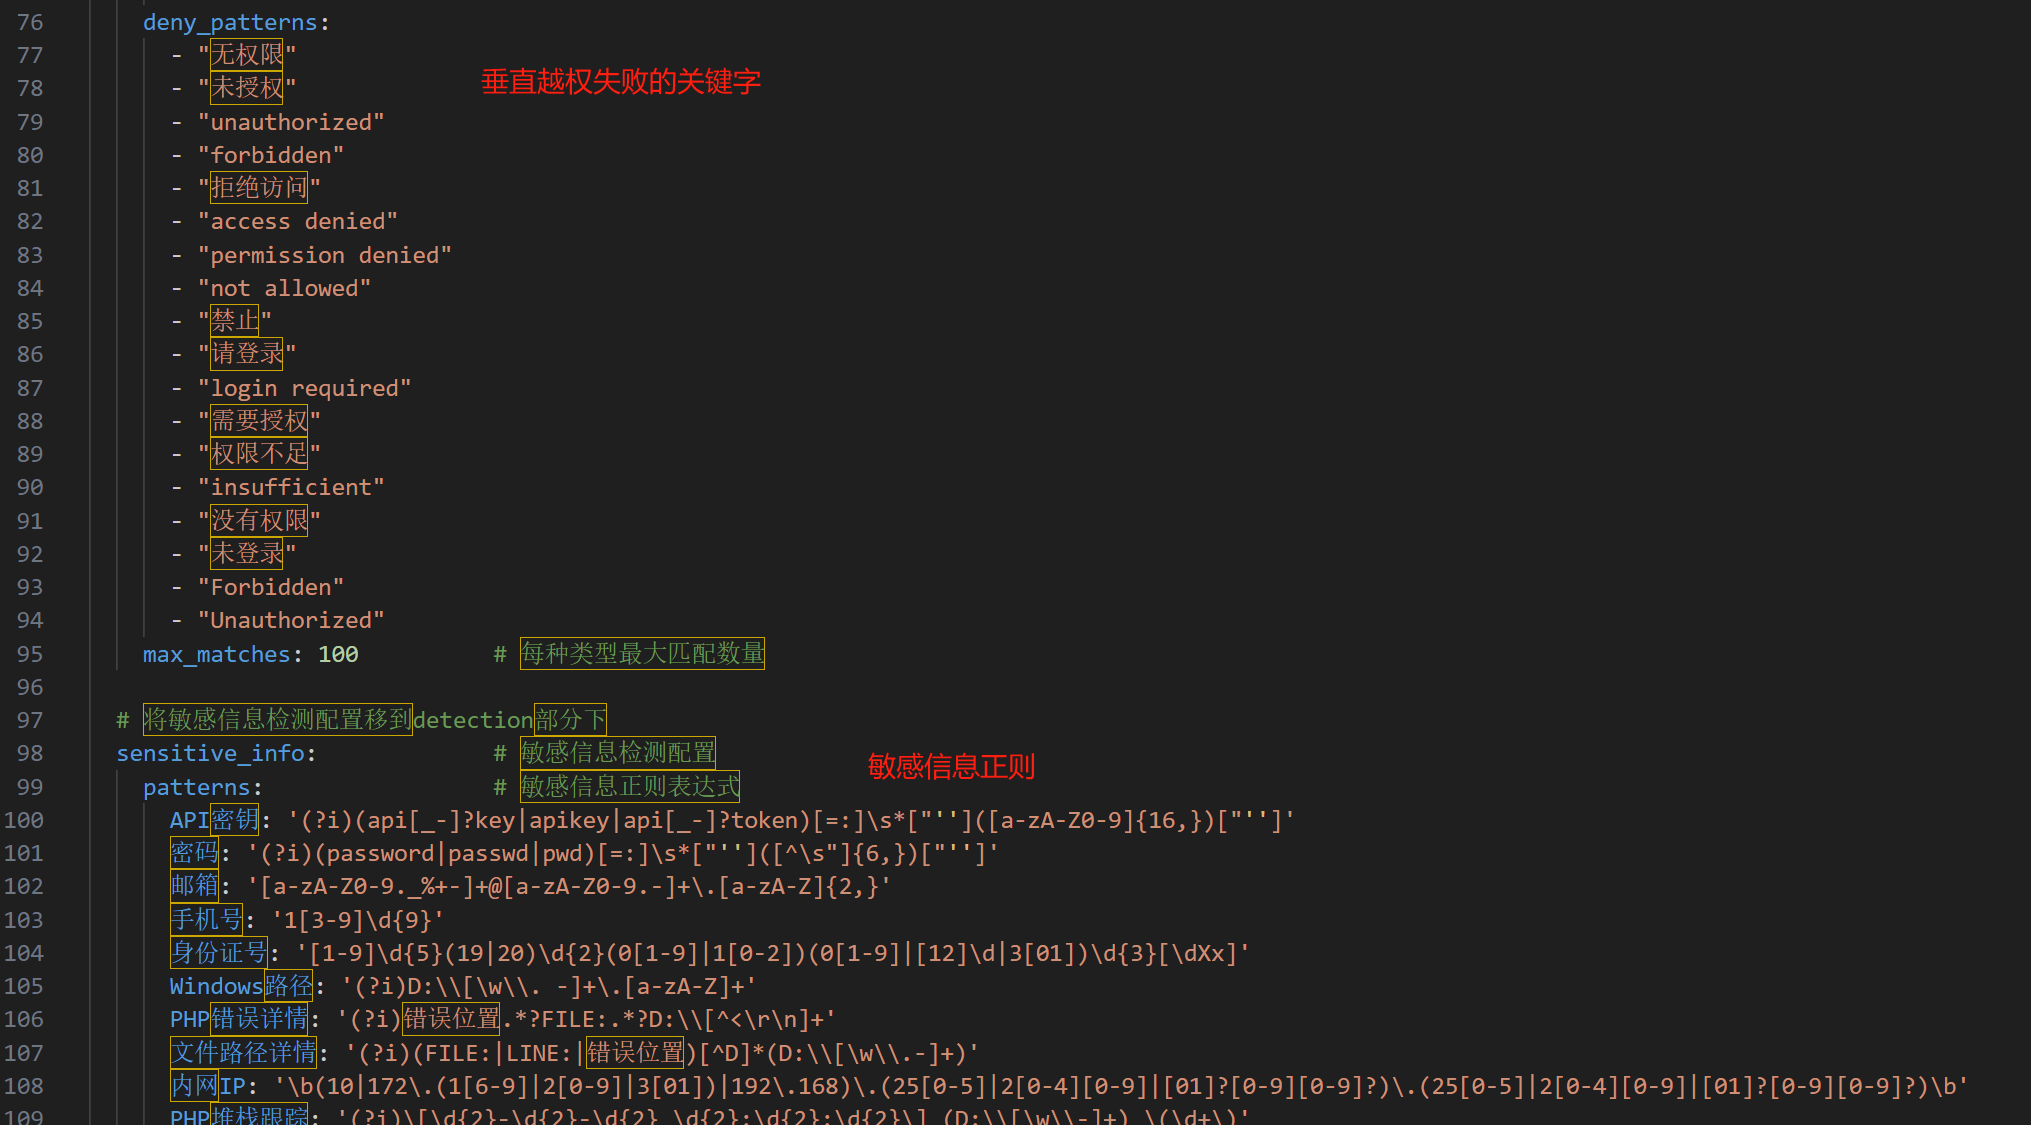 76 deny_patterns:
77 - "无权限"
垂直越权失败的关键字
78 - "未授权"
79 - "unauthorized"
80 - "forbidden"
81 - "拒绝访问"
82 - "access denied"
83 - "permission denied"
84 - "not allowed"
85 - "禁止"
86 - "请登录"
87 - "login required"
88 - "需要授权"
89 - "权限不足"
90 - "insufficient"
91 - "没有权限"
92 - "未登录"
93 - "Forbidden"
94 - "Unauthorized"
95 max_matches: 100 # 每种类型最大匹配数量
96
97 # 将敏感信息检测配置移到detection部分下
98 sensitive_info: # 敏感信息检测配置
敏感信息正则
99 patterns: # 敏感信息正则表达式
100 API密钥: '(?i)(api[_-]?key|apikey|api[_-]?token)[=:]\s*["'']([a-zA-Z0-9]{16,})["'']'
101 密码: '(?i)(password|passwd|pwd)[=:]\s*["'']([^\s"]{6,})["'']'
102 邮箱: '[a-zA-Z0-9._%+-]+@[a-zA-Z0-9.-]+\.[a-zA-Z]{2,}'
103 手机号: '1[3-9]\d{9}'
104 身份证号: '[1-9]\d{5}(19|20)\d{2}(0[1-9]|1[0-2])(0[1-9]|[12]\d|3[01])\d{3}[\dXx]'
105 Windows路径: '(?i)D:\\[\w\\. -]+\.[a-zA-Z]+'
106 PHP错误详情: '(?i)错误位置.*?FILE:.*?D:\\[^<\r\n]+'
107 文件路径详情: '(?i)(FILE:|LINE:|错误位置)[^D]*(D:\\[\w\\.-]+)'
108 内网IP: '\b(10|172\.(1[6-9]|2[0-9]|3[01])|192\.168)\.(25[0-5]|2[0-4][0-9]|[01]?[0-9][0-9]?)\.(25[0-5]|2[0-4][0-9]|[01]?[0-9][0-9]?)\b'
109 PHP堆栈跟踪: '(?i)\[\d{2}-\d{2}-\d{2} \d{2}:\d{2}:\d{2}\] (D:\\[\w\\-]+) \(\d+\)'